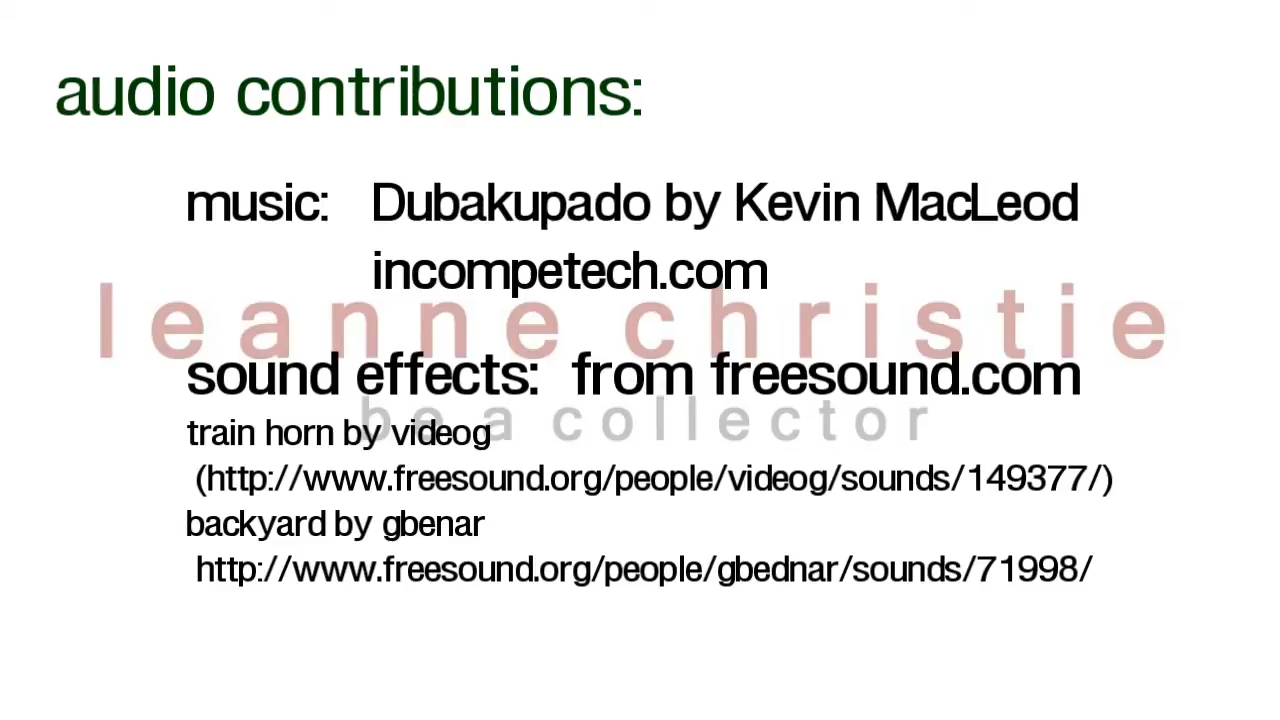 audio contributions:
music: Dubakupado by Kevin MacLeod
incompetech.com
leanne christie
sound effects: from freesound.com
be a collector
train horn by videog
(http://www.freesound.org/people/videog/sounds/149377/)
backyard by gbenar
http://www.freesound.org/people/gbednar/sounds/71998/